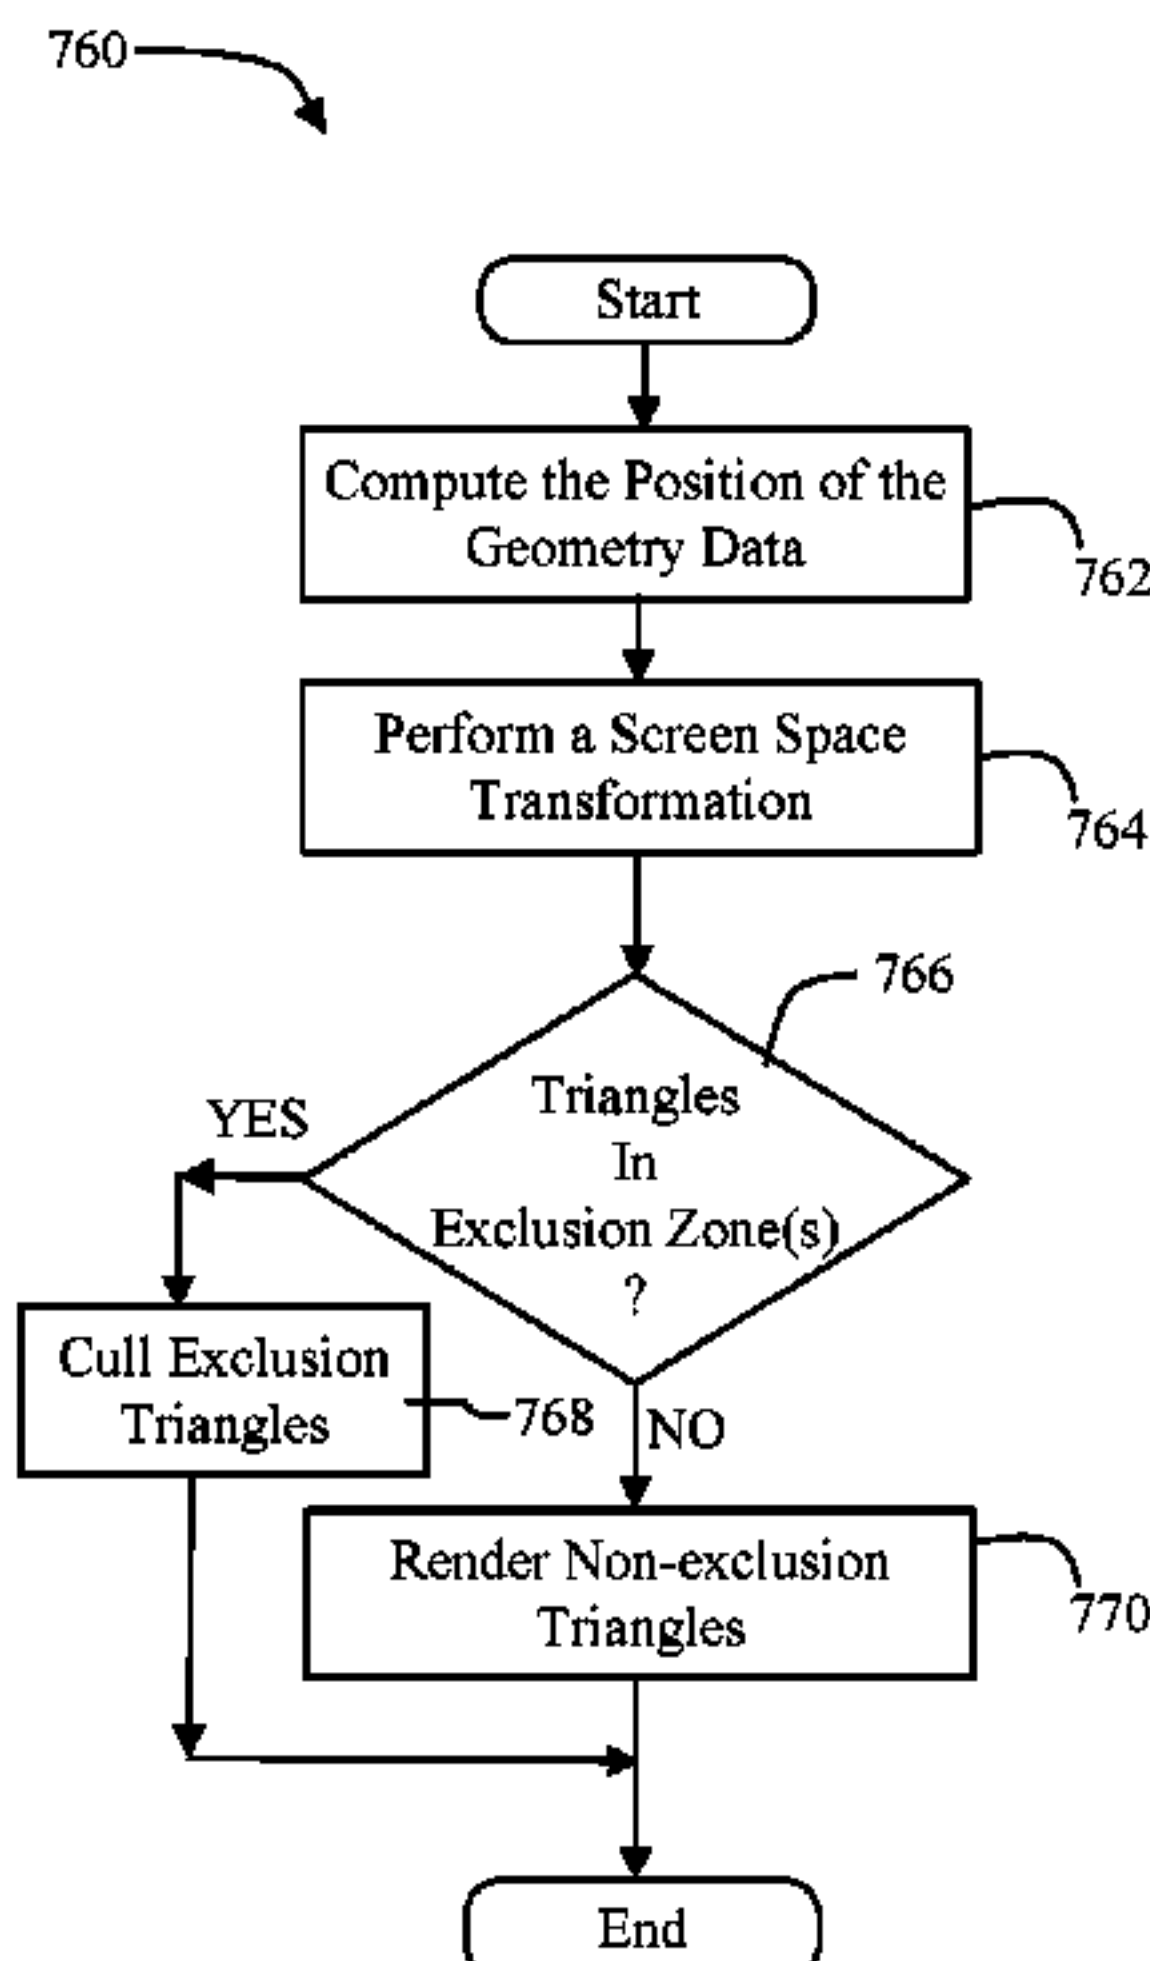 760
Start
Compute the Position of the
Geometry Data
762
Perform a Screen Space
Transformation
764
766
Triangles
In
Exclusion Zone(s)
?
YES
Cull Exclusion
Triangles
768
NO
Render Non-exclusion
Triangles
770
End